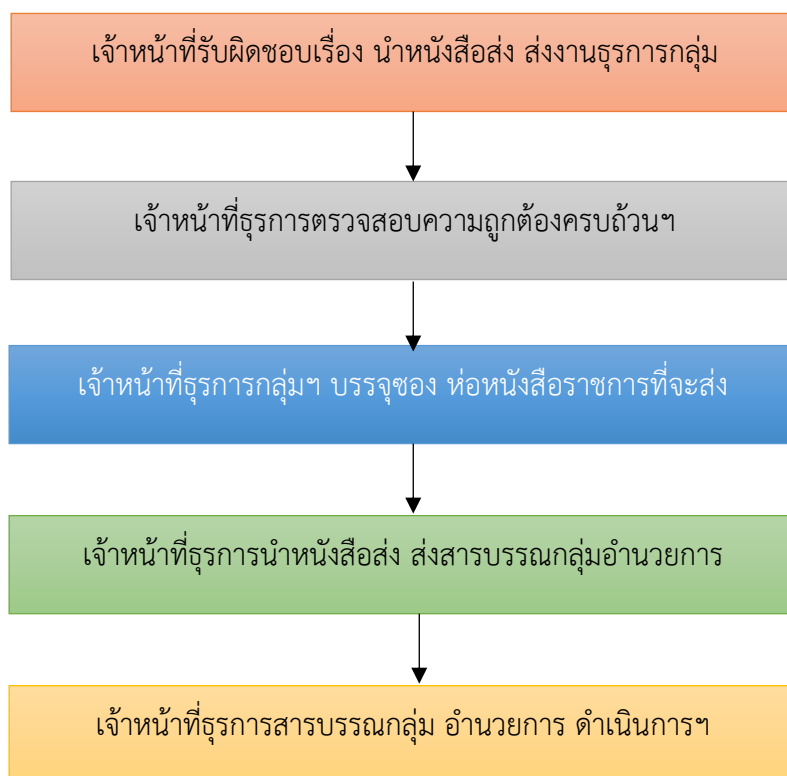 เจ้าหน้าที่รับผิดชอบเรื่อง นำหนังสือส่ง ส่งงานธุรการกลุ่ม
เจ้าหน้าที่ธุรการตรวจสอบความถูกต้องครบถ้วนฯ
เจ้าหน้าที่ธุรการกลุ่มฯ บรรจุซอง ห่อหนังสือราชการที่จะส่ง
เจ้าหน้าที่ธุรการนำหนังสือส่ง ส่งสารบรรณกลุ่มอำนวยการ
เจ้าหน้าที่ธุรการสารบรรณกลุ่ม อำนวยการ ดำเนินการฯ